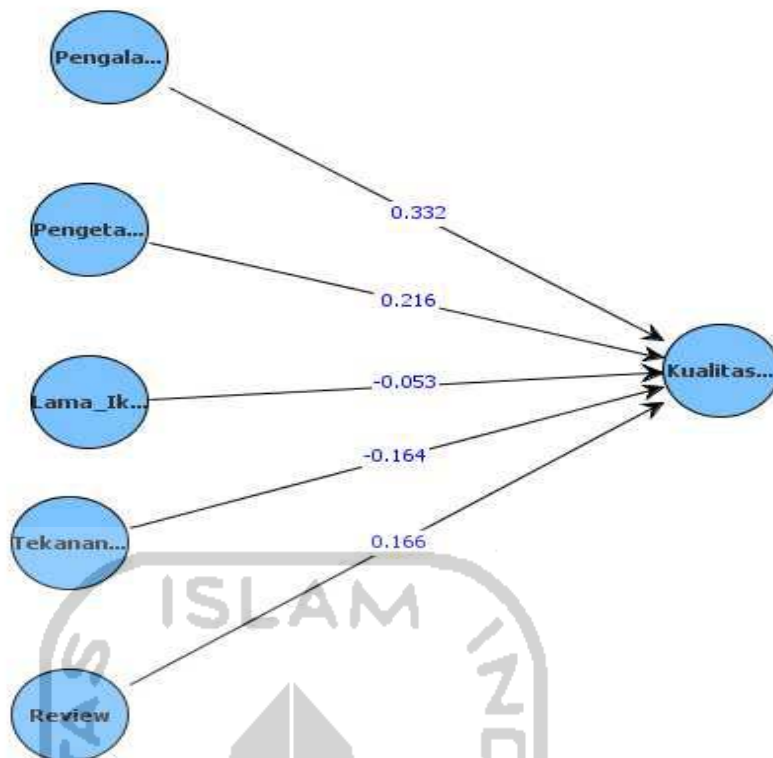 Pengala...
0.332
Pengeta...
0.216
Kualitas...
Lama_Ik...
-0.053
-0.164
Tekanan...
0.166
Review
ISLAM